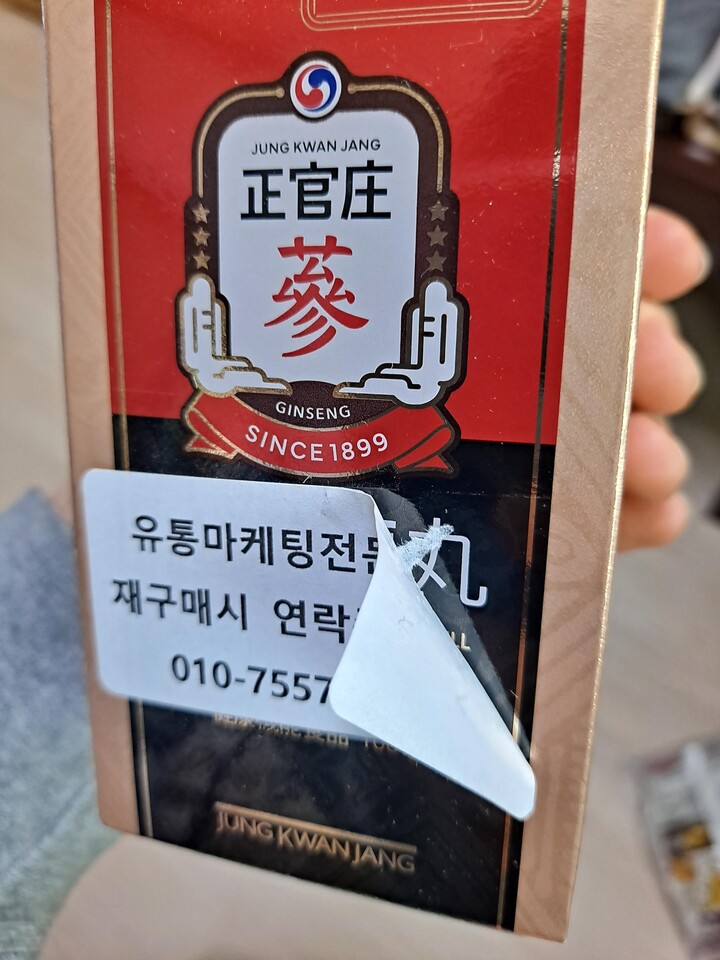 JUNG KWAN JANG
正官庄
蔘
GINSENG
SINCE 1899
유통마케팅전
丸
재구매시 연락
010-7557
JUNG KWAN JANG